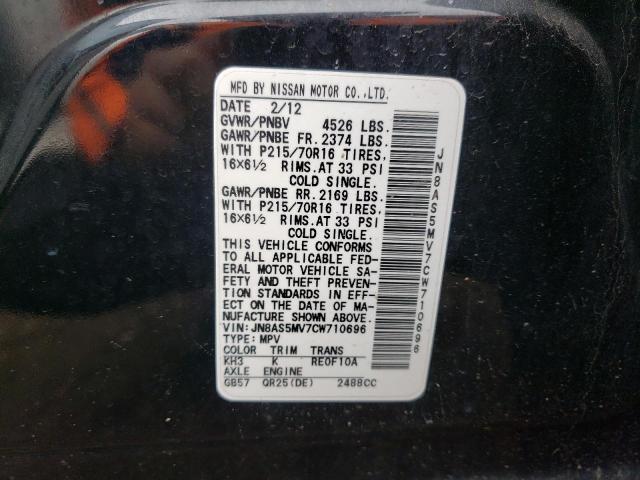 MFD BY NISSAN MOTOR CO.,LTD.
DATE 2/12
GVWR/PNBV 4526 LBS.
GAWR/PNBE FR. 2374 LBS.
WITH P215/70R16 TIRES,
16X6½ RIMS. AT 33 PSI
COLD SINGLE.
GAWR/PNBE RR. 2169 LBS.
WITH P215/70R16 TIRES,
16X6½ RIMS. AT 33 PSI
COLD SINGLE.
THIS VEHICLE CONFORMS
TO ALL APPLICABLE FED-
ERAL MOTOR VEHICLE SA-
FETY AND THEFT PREVEN-
TION STANDARDS IN EFF-
ECT ON THE DATE OF MA-
NUFACTURE SHOWN ABOVE.
VIN: JN8AS5MV7CW710696
TYPE: MPV
COLOR TRIM TRANS
KH3 K RE0F10A
AXLE ENGINE
GB57 QR25(DE) 2488CC
JN8AS5MV7CW710696